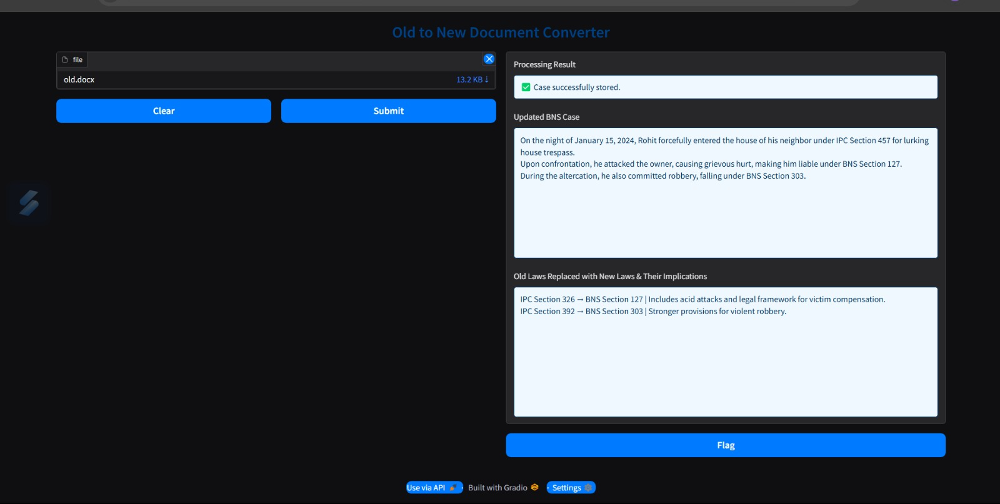 Old to New Document Converter
file
old.docx
13.2 KB ↓
Clear
Submit
Processing Result
✅ Case successfully stored.
Updated BNS Case
On the night of January 15, 2024, Rohit forcefully entered the house of his neighbor under IPC Section 457 for lurking
house trespass.
Upon confrontation, he attacked the owner, causing grievous hurt, making him liable under BNS Section 127.
During the altercation, he also committed robbery, falling under BNS Section 303.
Old Laws Replaced with New Laws & Their Implications
IPC Section 326 → BNS Section 127 | Includes acid attacks and legal framework for victim compensation.
IPC Section 392 → BNS Section 303 | Stronger provisions for violent robbery.
Flag
Use via API · Built with Gradio · Settings